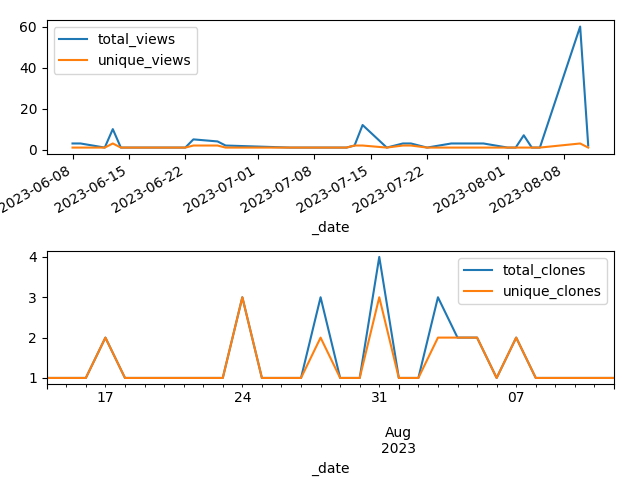 60
40
20
0
total_views
unique_views
2023-06-08
2023-06-15
2023-06-22
2023-07-01
2023-07-08
2023-07-15
2023-07-22
2023-08-01
2023-08-08
_date
4
3
2
1
total_clones
unique_clones
17 24 31 07
Aug
2023
_date